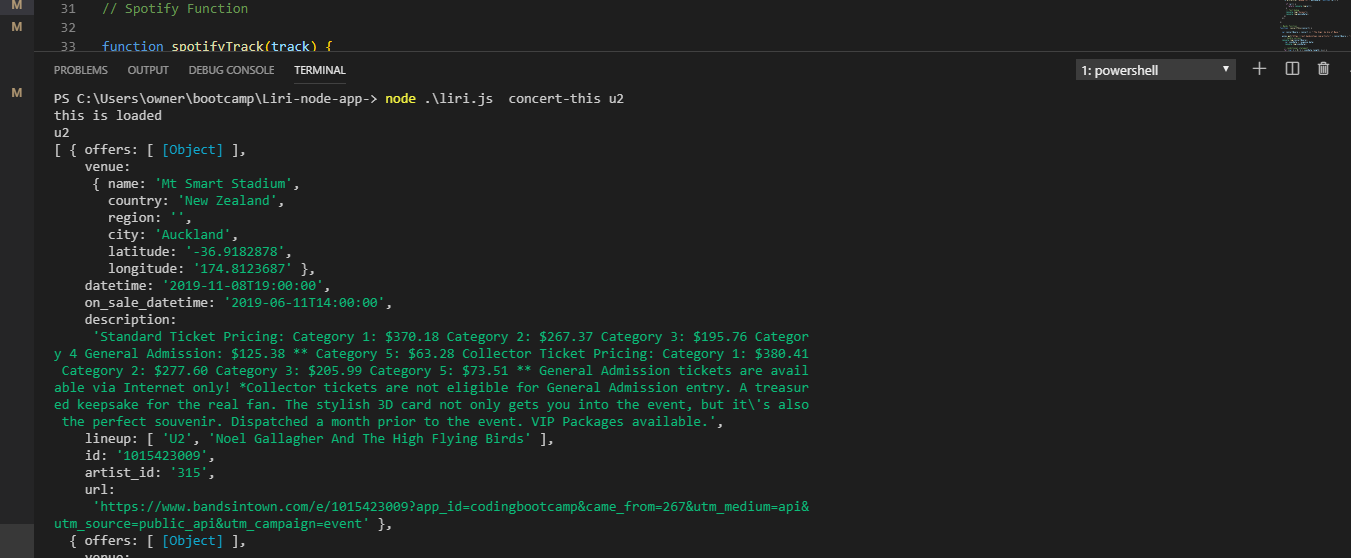 M
31 // Spotify Function
M
32
33 function spotifyTrack(track) {
PROBLEMS OUTPUT DEBUG CONSOLE TERMINAL 1: powershell
M
PS C:\Users\owner\bootcamp\Liri-node-app-> node .\liri.js  concert-this u2
this is loaded
u2
[ { offers: [ [Object] ],
    venue:
     { name: 'Mt Smart Stadium',
       country: 'New Zealand',
       region: '',
       city: 'Auckland',
       latitude: '-36.9182878',
       longitude: '174.8123687' },
    datetime: '2019-11-08T19:00:00',
    on_sale_datetime: '2019-06-11T14:00:00',
    description:
     'Standard Ticket Pricing: Category 1: $370.18 Category 2: $267.37 Category 3: $195.76 Categor
y 4 General Admission: $125.38 ** Category 5: $63.28 Collector Ticket Pricing: Category 1: $380.41
 Category 2: $277.60 Category 3: $205.99 Category 5: $73.51 ** General Admission tickets are avail
able via Internet only! *Collector tickets are not eligible for General Admission entry. A treasur
ed keepsake for the real fan. The stylish 3D card not only gets you into the event, but it\'s also
 the perfect souvenir. Dispatched a month prior to the event. VIP Packages available.',
    lineup: [ 'U2', 'Noel Gallagher And The High Flying Birds' ],
    id: '1015423009',
    artist_id: '315',
    url:
     'https://www.bandsintown.com/e/1015423009?app_id=codingbootcamp&came_from=267&utm_medium=api&
utm_source=public_api&utm_campaign=event' },
  { offers: [ [Object] ],
    venue: